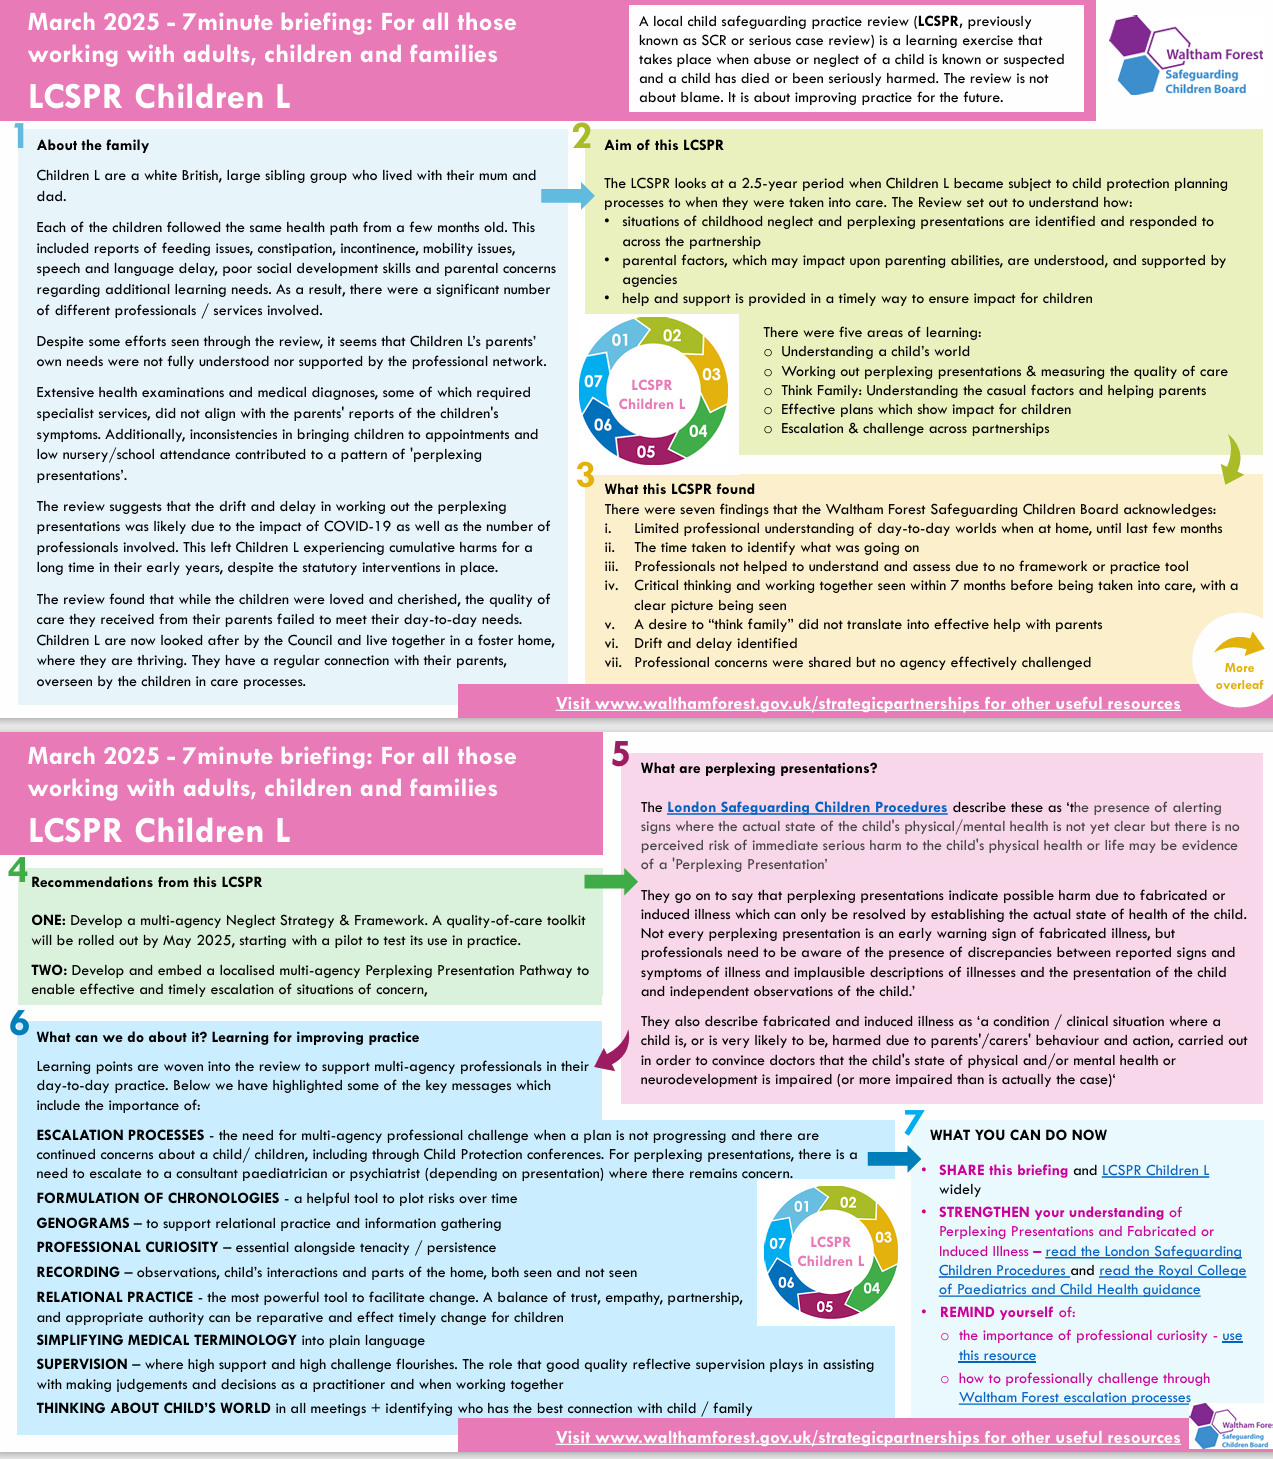 March 2025 - 7minute briefing: For all those
working with adults, children and families
LCSPR Children L
A local child safeguarding practice review (LCSPR, previously
known as SCR or serious case review) is a learning exercise that
takes place when abuse or neglect of a child is known or suspected
and a child has died or been seriously harmed. The review is not
about blame. It is about improving practice for the future.
Waltham Forest
Safeguarding
Children Board
1
About the family
Children L are a white British, large sibling group who lived with their mum and
dad.
Each of the children followed the same health path from a few months old. This
included reports of feeding issues, constipation, incontinence, mobility issues,
speech and language delay, poor social development skills and parental concerns
regarding additional learning needs. As a result, there were a significant number
of different professionals / services involved.
Despite some efforts seen through the review, it seems that Children L's parents'
own needs were not fully understood nor supported by the professional network.
Extensive health examinations and medical diagnoses, some of which required
specialist services, did not align with the parents' reports of the children's
symptoms. Additionally, inconsistencies in bringing children to appointments and
low nursery/school attendance contributed to a pattern of 'perplexing
presentations'.
The review suggests that the drift and delay in working out the perplexing
presentations was likely due to the impact of COVID-19 as well as the number of
professionals involved. This left Children L experiencing cumulative harms for a
long time in their early years, despite the statutory interventions in place.
The review found that while the children were loved and cherished, the quality of
care they received from their parents failed to meet their day-to-day needs.
Children L are now looked after by the Council and live together in a foster home,
where they are thriving. They have a regular connection with their parents,
overseen by the children in care processes.
2
Aim of this LCSPR
The LCSPR looks at a 2.5-year period when Children L became subject to child protection planning
processes to when they were taken into care. The Review set out to understand how:
• situations of childhood neglect and perplexing presentations are identified and responded to
across the partnership
• parental factors, which may impact upon parenting abilities, are understood, and supported by
agencies
• help and support is provided in a timely way to ensure impact for children
01
02
03
04
05
06
07
LCSPR
Children L
There were five areas of learning:
o Understanding a child's world
o Working out perplexing presentations & measuring the quality of care
o Think Family: Understanding the casual factors and helping parents
o Effective plans which show impact for children
o Escalation & challenge across partnerships
3
What this LCSPR found
There were seven findings that the Waltham Forest Safeguarding Children Board acknowledges:
i. Limited professional understanding of day-to-day worlds when at home, until last few months
ii. The time taken to identify what was going on
iii. Professionals not helped to understand and assess due to no framework or practice tool
iv. Critical thinking and working together seen within 7 months before being taken into care, with a
clear picture being seen
v. A desire to "think family" did not translate into effective help with parents
vi. Drift and delay identified
vii. Professional concerns were shared but no agency effectively challenged
More
overleaf
Visit www.walthamforest.gov.uk/strategicpartnerships for other useful resources
March 2025 - 7minute briefing: For all those
working with adults, children and families
LCSPR Children L
4
Recommendations from this LCSPR
ONE: Develop a multi-agency Neglect Strategy & Framework. A quality-of-care toolkit
will be rolled out by May 2025, starting with a pilot to test its use in practice.
TWO: Develop and embed a localised multi-agency Perplexing Presentation Pathway to
enable effective and timely escalation of situations of concern,
5
What are perplexing presentations?
The London Safeguarding Children Procedures describe these as 'the presence of alerting
signs where the actual state of the child's physical/mental health is not yet clear but there is no
perceived risk of immediate serious harm to the child's physical health or life may be evidence
of a 'Perplexing Presentation'
They go on to say that perplexing presentations indicate possible harm due to fabricated or
induced illness which can only be resolved by establishing the actual state of health of the child.
Not every perplexing presentation is an early warning sign of fabricated illness, but
professionals need to be aware of the presence of discrepancies between reported signs and
symptoms of illness and implausible descriptions of illnesses and the presentation of the child
and independent observations of the child.'
They also describe fabricated and induced illness as 'a condition / clinical situation where a
child is, or is very likely to be, harmed due to parents'/carers' behaviour and action, carried out
in order to convince doctors that the child's state of physical and/or mental health or
neurodevelopment is impaired (or more impaired than is actually the case)'
6
What can we do about it? Learning for improving practice
Learning points are woven into the review to support multi-agency professionals in their
day-to-day practice. Below we have highlighted some of the key messages which
include the importance of:
ESCALATION PROCESSES - the need for multi-agency professional challenge when a plan is not progressing and there are
continued concerns about a child/ children, including through Child Protection conferences. For perplexing presentations, there is a
need to escalate to a consultant paediatrician or psychiatrist (depending on presentation) where there remains concern.
FORMULATION OF CHRONOLOGIES - a helpful tool to plot risks over time
GENOGRAMS – to support relational practice and information gathering
PROFESSIONAL CURIOSITY – essential alongside tenacity / persistence
RECORDING – observations, child's interactions and parts of the home, both seen and not seen
RELATIONAL PRACTICE - the most powerful tool to facilitate change. A balance of trust, empathy, partnership,
and appropriate authority can be reparative and effect timely change for children
SIMPLIFYING MEDICAL TERMINOLOGY into plain language
SUPERVISION – where high support and high challenge flourishes. The role that good quality reflective supervision plays in assisting
with making judgements and decisions as a practitioner and when working together
THINKING ABOUT CHILD'S WORLD in all meetings + identifying who has the best connection with child / family
01
02
03
04
05
06
07
LCSPR
Children L
7
WHAT YOU CAN DO NOW
• SHARE this briefing and LCSPR Children L
widely
• STRENGTHEN your understanding of
Perplexing Presentations and Fabricated or
Induced Illness – read the London Safeguarding
Children Procedures and read the Royal College
of Paediatrics and Child Health guidance
• REMIND yourself of:
o the importance of professional curiosity - use
this resource
o how to professionally challenge through
Waltham Forest escalation processes
Visit www.walthamforest.gov.uk/strategicpartnerships for other useful resources
Waltham Fores
Safeguarding
Children Board